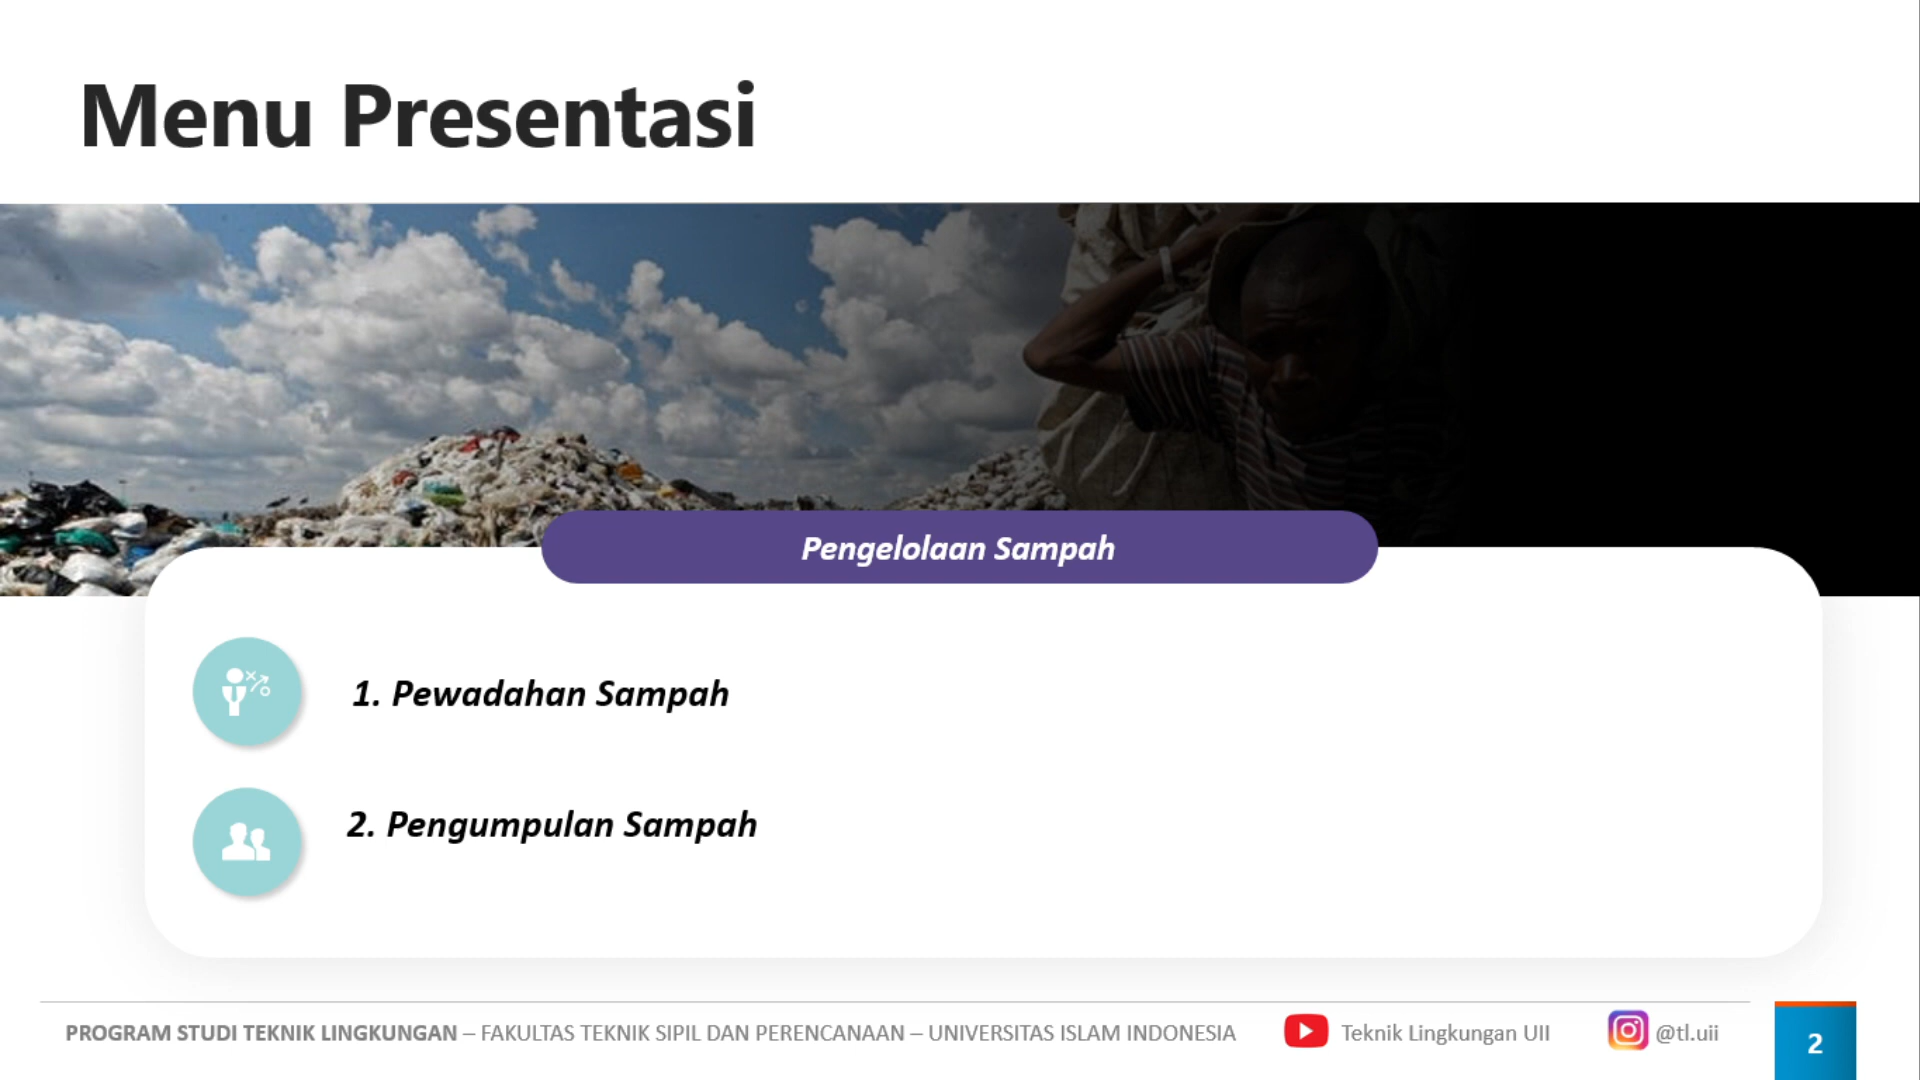 Menu Presentasi
Pengelolaan Sampah
1. Pewadahan Sampah
2. Pengumpulan Sampah
PROGRAM STUDI TEKNIK LINGKUNGAN – FAKULTAS TEKNIK SIPIL DAN PERENCANAAN – UNIVERSITAS ISLAM INDONESIA Teknik Lingkungan UII @tl.uii 2